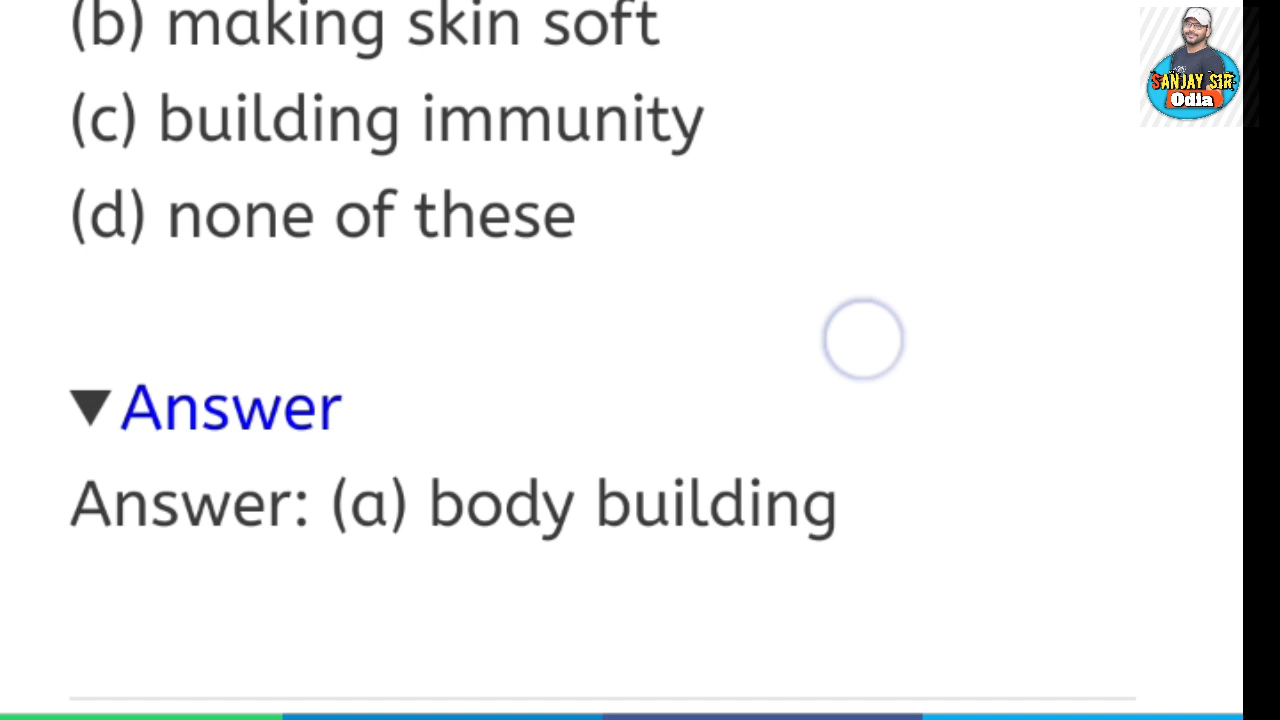 (b) making skin soft
(c) building immunity
(d) none of these
▼Answer
Answer: (a) body building
SANJAY SIR
Odia